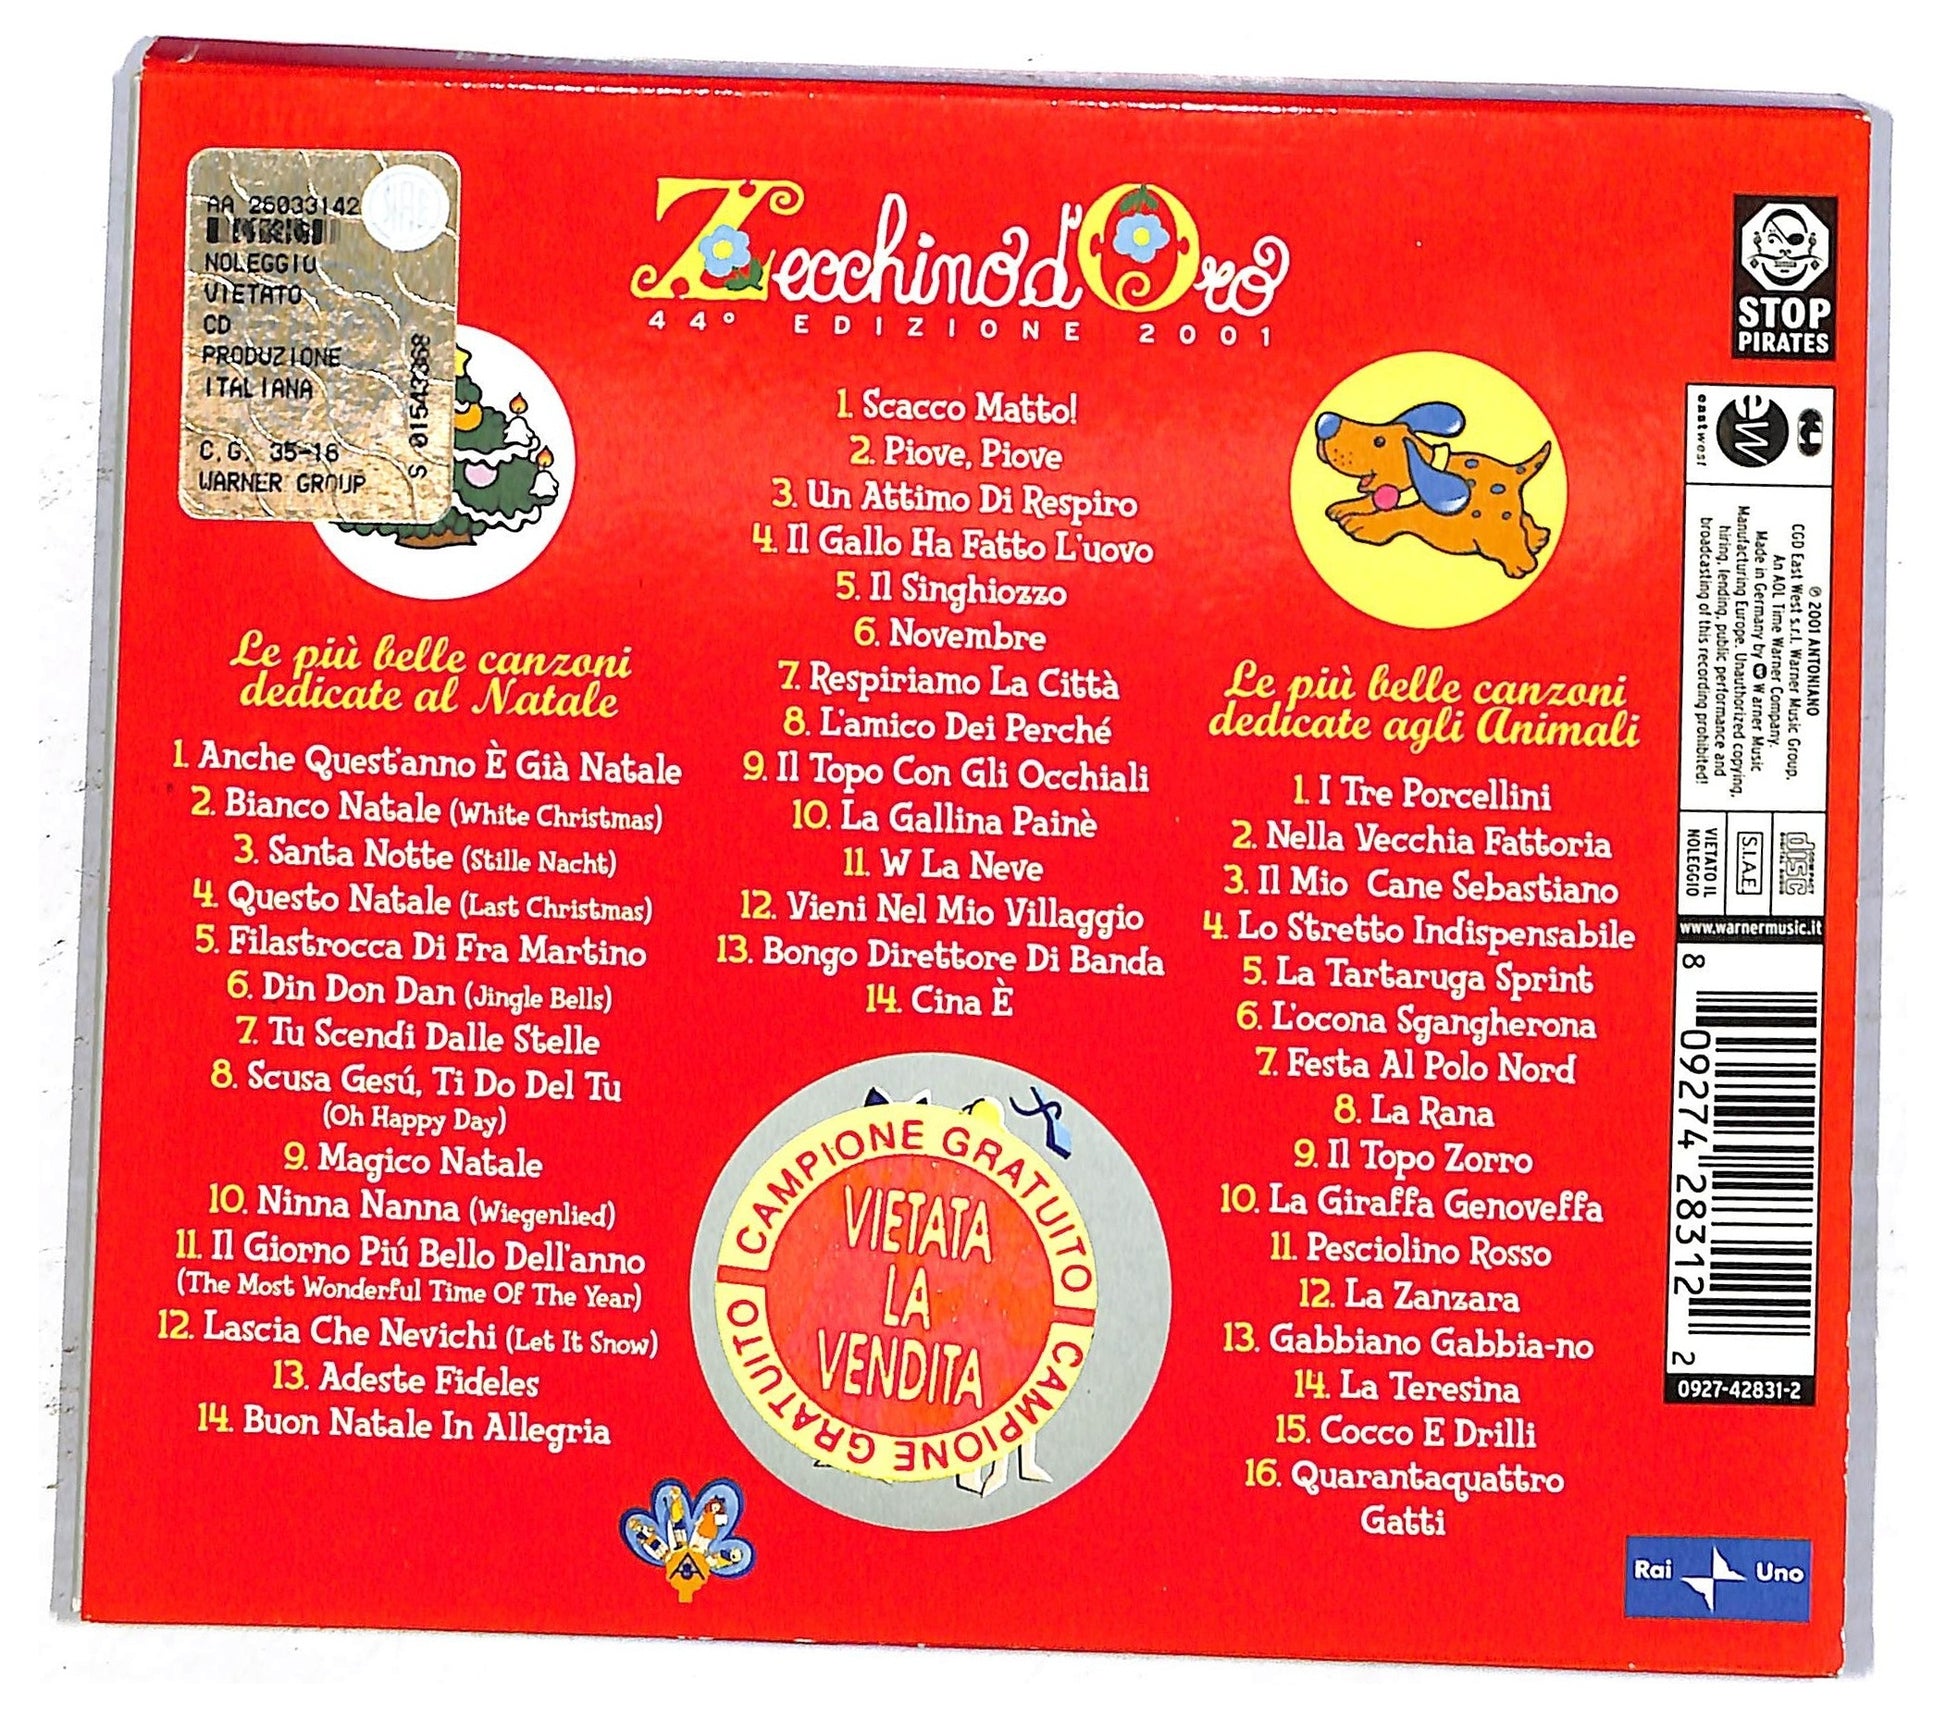 AA 26033142
NOLEGGIO
VIETATO
CD
PRODUZIONE
ITALIANA
C.G. 35-16
WARNER GROUP
S 01543368
Zecchino d'Oro
44° EDIZIONE 2001
Le più belle canzoni
dedicate al Natale
1. Anche Quest'anno È Già Natale
2. Bianco Natale (White Christmas)
3. Santa Notte (Stille Nacht)
4. Questo Natale (Last Christmas)
5. Filastrocca Di Fra Martino
6. Din Don Dan (Jingle Bells)
7. Tu Scendi Dalle Stelle
8. Scusa Gesú, Ti Do Del Tu
(Oh Happy Day)
9. Magico Natale
10. Ninna Nanna (Wiegenlied)
11. Il Giorno Piú Bello Dell'anno
(The Most Wonderful Time Of The Year)
12. Lascia Che Nevichi (Let It Snow)
13. Adeste Fideles
14. Buon Natale In Allegria
1. Scacco Matto!
2. Piove, Piove
3. Un Attimo Di Respiro
4. Il Gallo Ha Fatto L'uovo
5. Il Singhiozzo
6. Novembre
7. Respiriamo La Città
8. L'amico Dei Perché
9. Il Topo Con Gli Occhiali
10. La Gallina Painè
11. W La Neve
12. Vieni Nel Mio Villaggio
13. Bongo Direttore Di Banda
14. Cina È
CAMPIONE GRATUITO
CAMPIONE GRATUITO
VIETATA
LA
VENDITA
Le più belle canzoni
dedicate agli Animali
1. I Tre Porcellini
2. Nella Vecchia Fattoria
3. Il Mio Cane Sebastiano
4. Lo Stretto Indispensabile
5. La Tartaruga Sprint
6. L'ocona Sgangherona
7. Festa Al Polo Nord
8. La Rana
9. Il Topo Zorro
10. La Giraffa Genoveffa
11. Pesciolino Rosso
12. La Zanzara
13. Gabbiano Gabbia-no
14. La Teresina
15. Cocco E Drilli
16. Quarantaquattro
Gatti
STOP
PIRATES
ew
eastwest
℗ 2001 ANTONIANO
CGD East West s.r.l. Warner Music Group,
An AOL Time Warner Company.
Made in Germany by Warner Music
Manufacturing Europe. Unauthorized copying,
hiring, lending, public performance and
broadcasting of this recording prohibited!
COMPACT
disc
DIGITAL AUDIO
S.I.A.E.
VIETATO IL
NOLEGGIO
www.warnermusic.it
8 09274 28312 2
0927-42831-2
Rai Uno